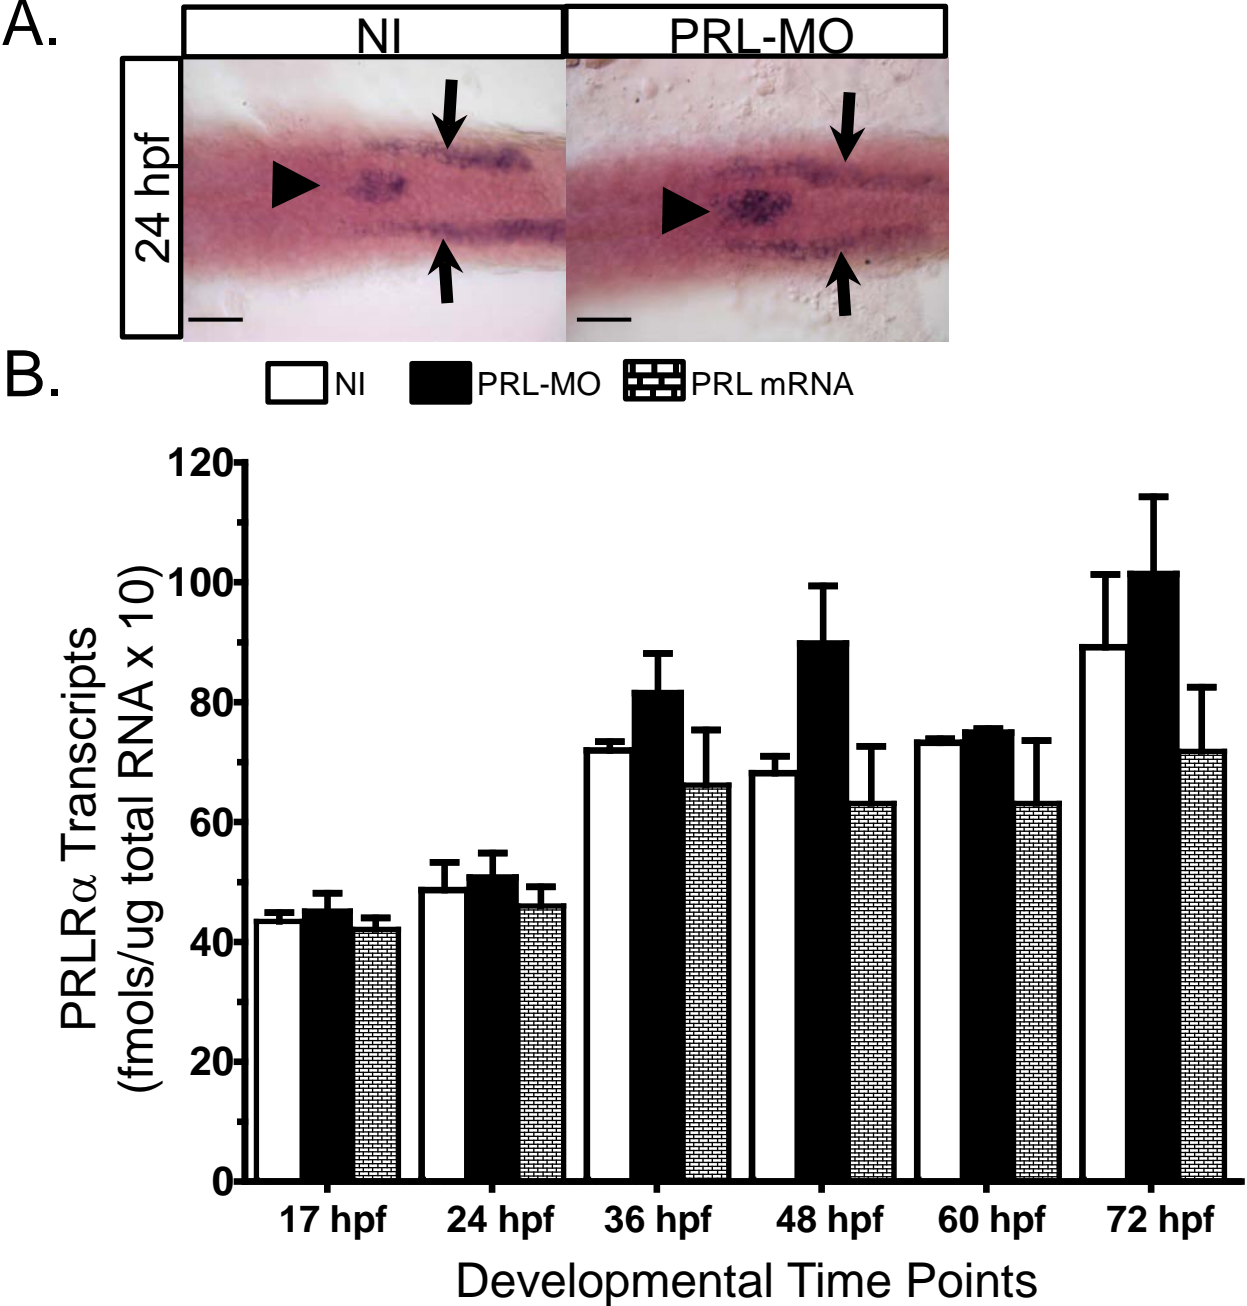 A.
NI PRL-MO
24 hpf
B.
NI PRL-MO PRL mRNA
PRLRα Transcripts
(fmols/ug total RNA x 10)
120
100
80
60
40
20
0
17 hpf 24 hpf 36 hpf 48 hpf 60 hpf 72 hpf
Developmental Time Points